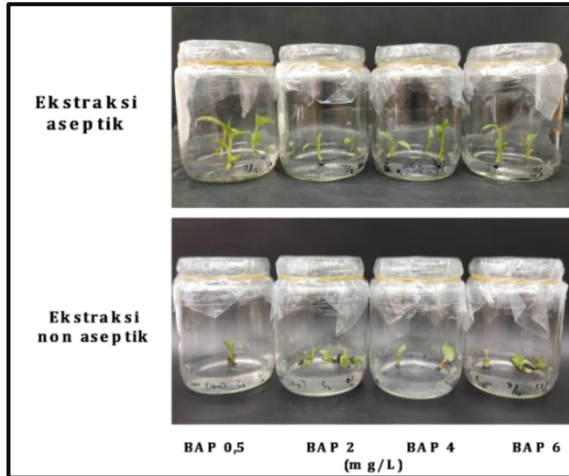 Ekstraksi
aseptik
Ekstraksi
non aseptik
BAP 0,5 BAP 2 BAP 4 BAP 6
(mg/L)